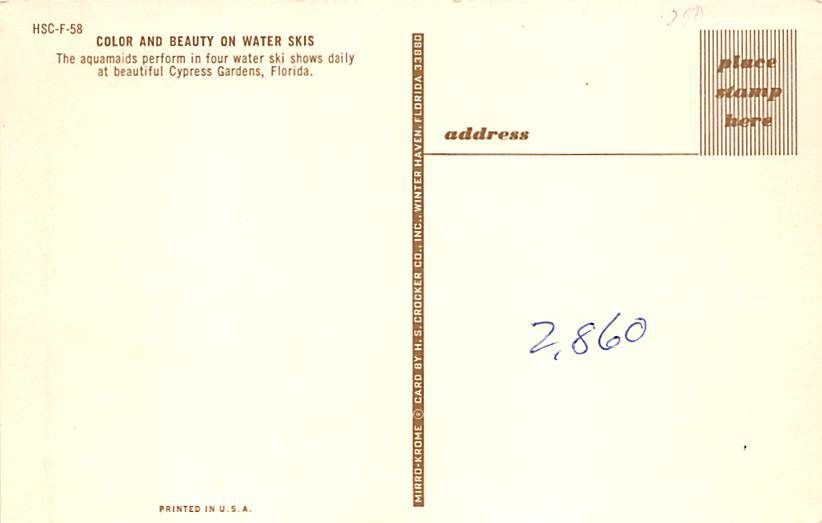 HSC-F-58
COLOR AND BEAUTY ON WATER SKIS
The aquamaids perform in four water ski shows daily
at beautiful Cypress Gardens, Florida.
PRINTED IN U.S.A.
MIRRO-KROME © CARD BY H. S. CROCKER CO., INC., WINTER HAVEN, FLORIDA 33880
place
stamp
here
address
2,860